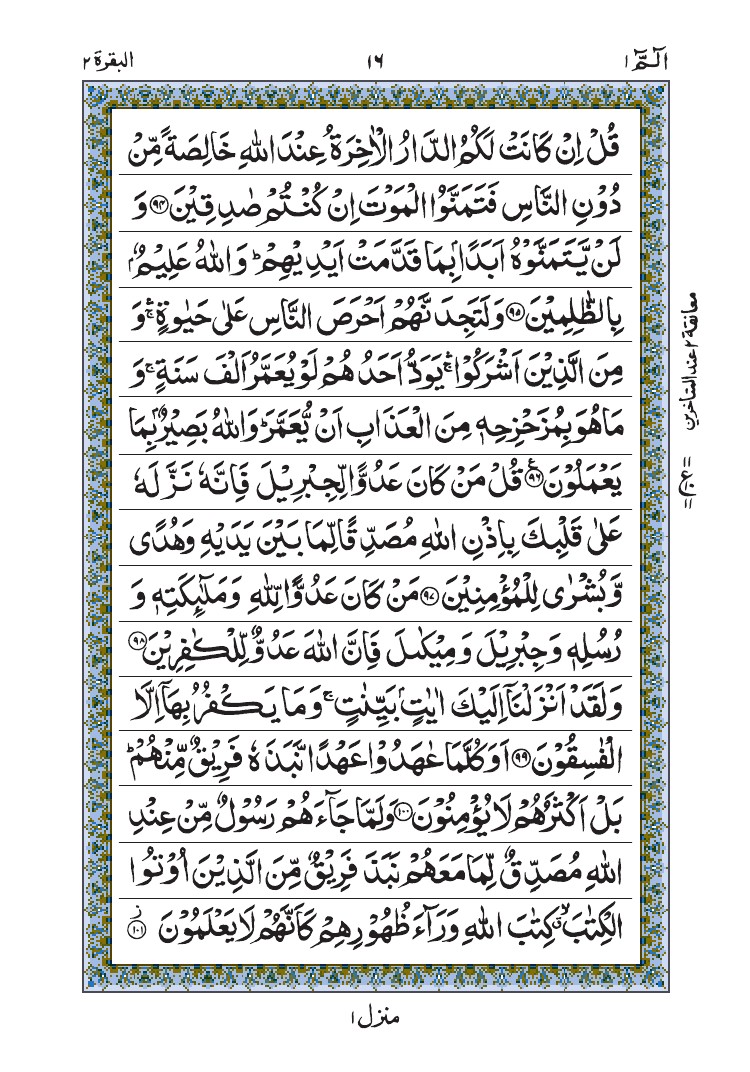 الٓمّٓ ١
١٦
البقرة ٢
قُلْ اِنْ كَانَتْ لَكُمُ الدَّارُ الْاٰخِرَةُ عِنْدَ اللّٰهِ خَالِصَةً مِّنْ
دُوْنِ النَّاسِ فَتَمَنَّوُا الْمَوْتَ اِنْ كُنْتُمْ صٰدِقِيْنَ ﴿٩٤﴾ وَ
لَنْ يَّتَمَنَّوْهُ اَبَدًۢا بِمَا قَدَّمَتْ اَيْدِيْهِمْ ؕ وَاللّٰهُ عَلِيْمٌۢ
بِالظّٰلِمِيْنَ ﴿٩٥﴾ وَلَتَجِدَنَّهُمْ اَحْرَصَ النَّاسِ عَلٰى حَيٰوةٍ ۚۛ وَ
مِنَ الَّذِيْنَ اَشْرَكُوْا ۚۛ يَوَدُّ اَحَدُهُمْ لَوْ يُعَمَّرُ اَلْفَ سَنَةٍ ۚ وَ
مَا هُوَ بِمُزَحْزِحِهٖ مِنَ الْعَذَابِ اَنْ يُّعَمَّرَ ؕ وَاللّٰهُ بَصِيْرٌۢ بِمَا
يَعْمَلُوْنَ ﴿٩٦﴾ ع قُلْ مَنْ كَانَ عَدُوًّا لِّجِبْرِيْلَ فَاِنَّهٗ نَزَّلَهٗ
عَلٰى قَلْبِكَ بِاِذْنِ اللّٰهِ مُصَدِّقًا لِّمَا بَيْنَ يَدَيْهِ وَهُدًى
وَّبُشْرٰى لِلْمُؤْمِنِيْنَ ﴿٩٧﴾ مَنْ كَانَ عَدُوًّا لِّلّٰهِ وَمَلٰٓئِكَتِهٖ وَ
رُسُلِهٖ وَجِبْرِيْلَ وَمِيْكٰىلَ فَاِنَّ اللّٰهَ عَدُوٌّ لِّلْكٰفِرِيْنَ ﴿٩٨﴾
وَلَقَدْ اَنْزَلْنَاۤ اِلَيْكَ اٰيٰتٍۭ بَيِّنٰتٍ ۚ وَمَا يَكْفُرُ بِهَاۤ اِلَّا
الْفٰسِقُوْنَ ﴿٩٩﴾ اَوَكُلَّمَا عٰهَدُوْا عَهْدًا نَّبَذَهٗ فَرِيْقٌ مِّنْهُمْ ؕ
بَلْ اَكْثَرُهُمْ لَا يُؤْمِنُوْنَ ﴿١٠٠﴾ وَلَمَّا جَآءَهُمْ رَسُوْلٌ مِّنْ عِنْدِ
اللّٰهِ مُصَدِّقٌ لِّمَا مَعَهُمْ نَبَذَ فَرِيْقٌ مِّنَ الَّذِيْنَ اُوْتُوا
الْكِتٰبَ ۙۗ كِتٰبَ اللّٰهِ وَرَآءَ ظُهُوْرِهِمْ كَاَنَّهُمْ لَا يَعْلَمُوْنَ ﴿١٠١﴾ ز
معانقة ٢ عند المتاخرين
منزل ١